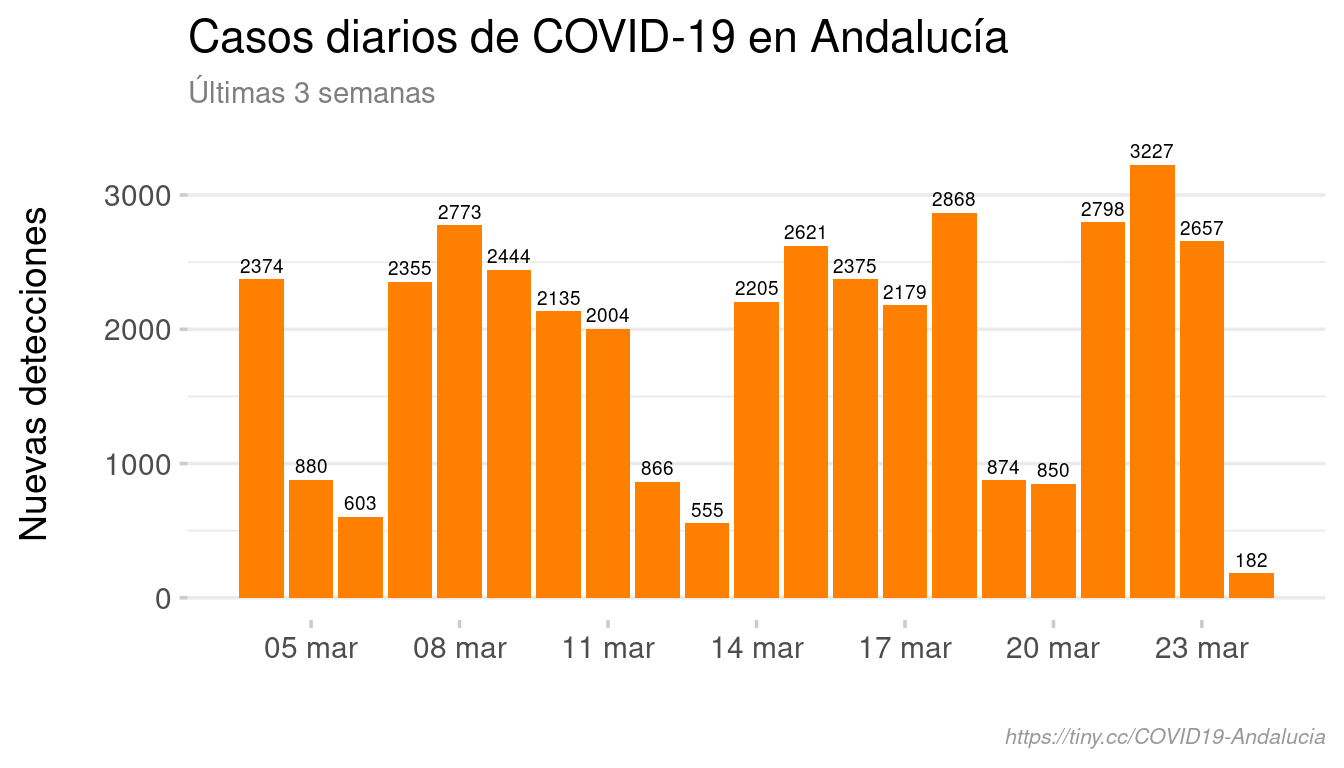 Casos diarios de COVID-19 en Andalucía
Últimas 3 semanas
Nuevas detecciones
3000
2000
1000
0
2374
880
603
2355
2773
2444
2135
2004
866
555
2205
2621
2375
2179
2868
874
850
2798
3227
2657
182
05 mar
08 mar
11 mar
14 mar
17 mar
20 mar
23 mar
https://tiny.cc/COVID19-Andalucia